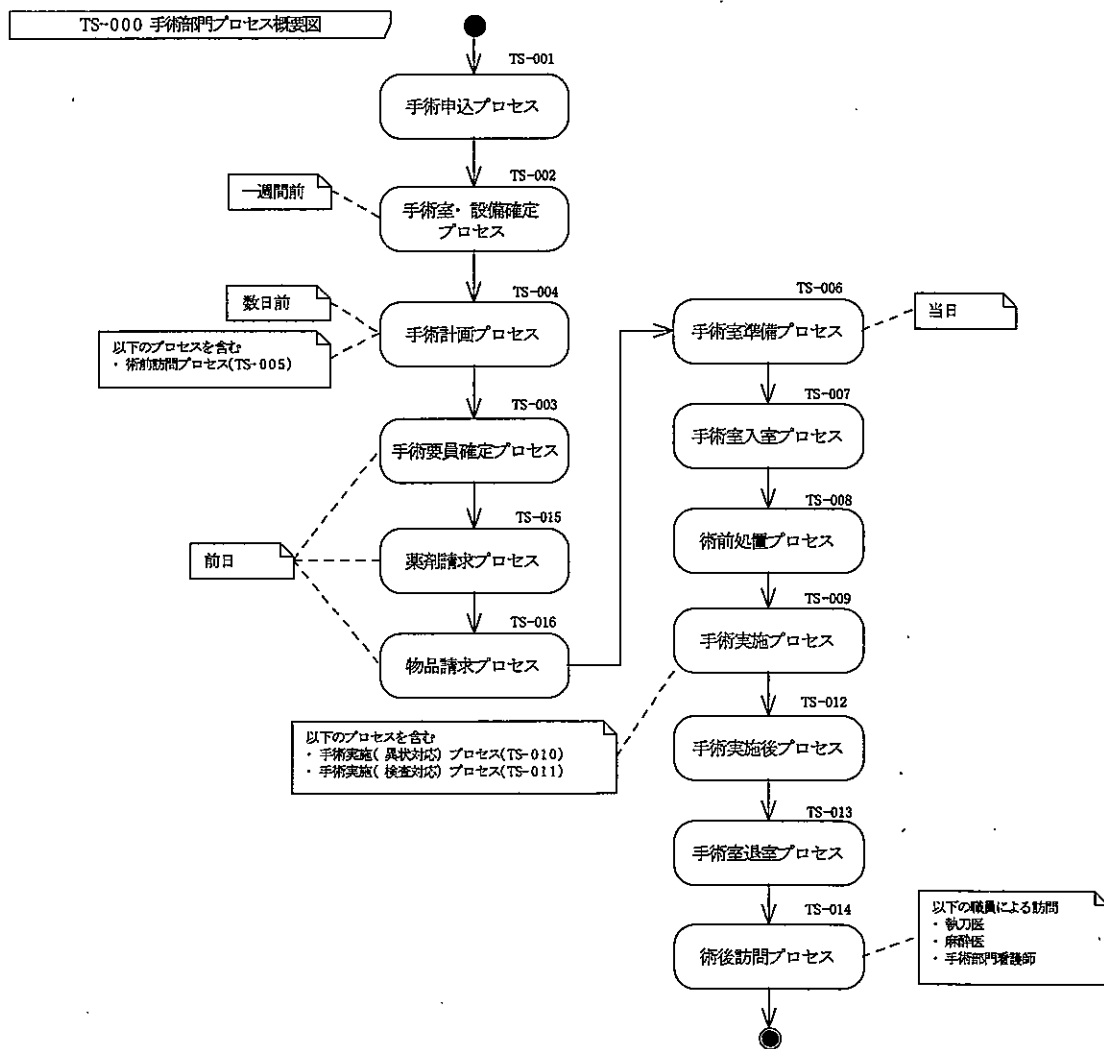 TS-000 手術部門プロセス概要図
TS-001
手術申込プロセス
TS-002
一週間前
手術室・設備確定
プロセス
TS-004
数日前
手術計画プロセス
以下のプロセスを含む
・術前訪問プロセス(TS-005)
TS-003
手術要員確定プロセス
TS-015
前日
薬剤請求プロセス
TS-016
物品請求プロセス
TS-006
手術室準備プロセス
当日
TS-007
手術室入室プロセス
TS-008
術前処置プロセス
TS-009
手術実施プロセス
以下のプロセスを含む
・手術実施(異状対応)プロセス(TS-010)
・手術実施(検査対応)プロセス(TS-011)
TS-012
手術実施後プロセス
TS-013
手術室退室プロセス
TS-014
術後訪問プロセス
以下の職員による訪問
・執刀医
・麻酔医
・手術部門看護師